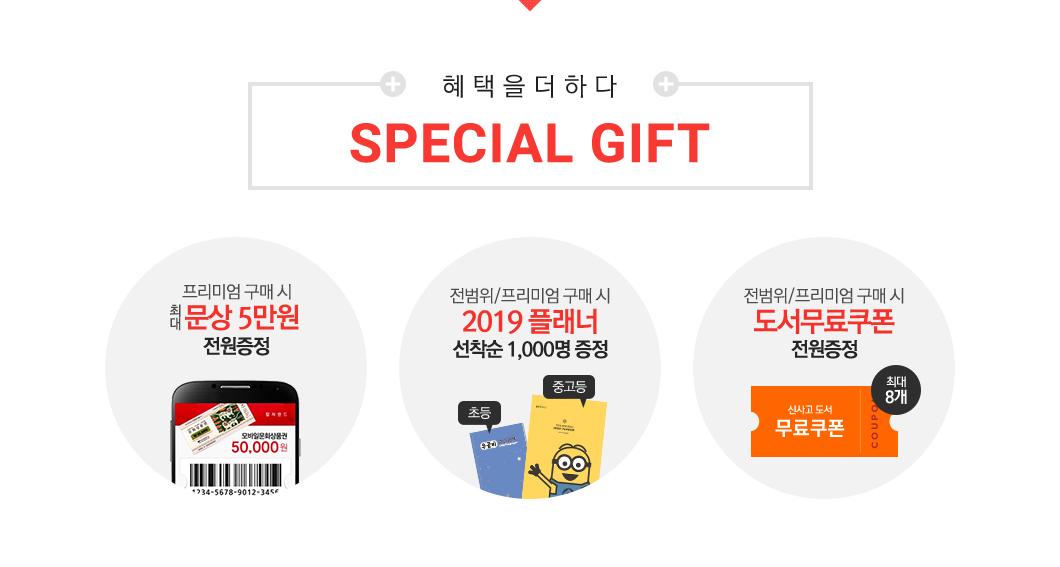 혜택을더하다
SPECIAL GIFT
프리미엄 구매 시
최대 문상 5만원
전원증정
모바일문화상품권
50,000원
1234-5678-9012-3456
전범위/프리미엄 구매 시
2019 플래너
선착순 1,000명 증정
중고등
초등
전범위/프리미엄 구매 시
도서무료쿠폰
전원증정
최대
8개
신사고 도서
무료쿠폰
COUPON